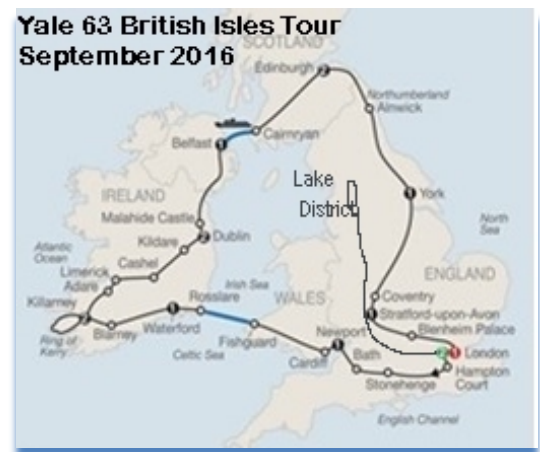 Yale 63 British Isles Tour
September 2016
SCOTLAND
Edinburgh
Northumberland
Alnwick
Cairnryan
Belfast
Lake
District
IRELAND
York
Malahide Castle
North
Sea
Dublin
Kildare
Atlantic
Ocean
Cashel
Limerick
Adare
Irish Sea
ENGLAND
WALES
Coventry
Killarney
Rosslare
Stratford-upon-Avon
Blenheim Palace
Newport
Waterford
Blarney
Ring of
Kerry
Fishguard
London
Celtic Sea
Bath
Cardiff
Hampton
Court
Stonehenge
English Channel